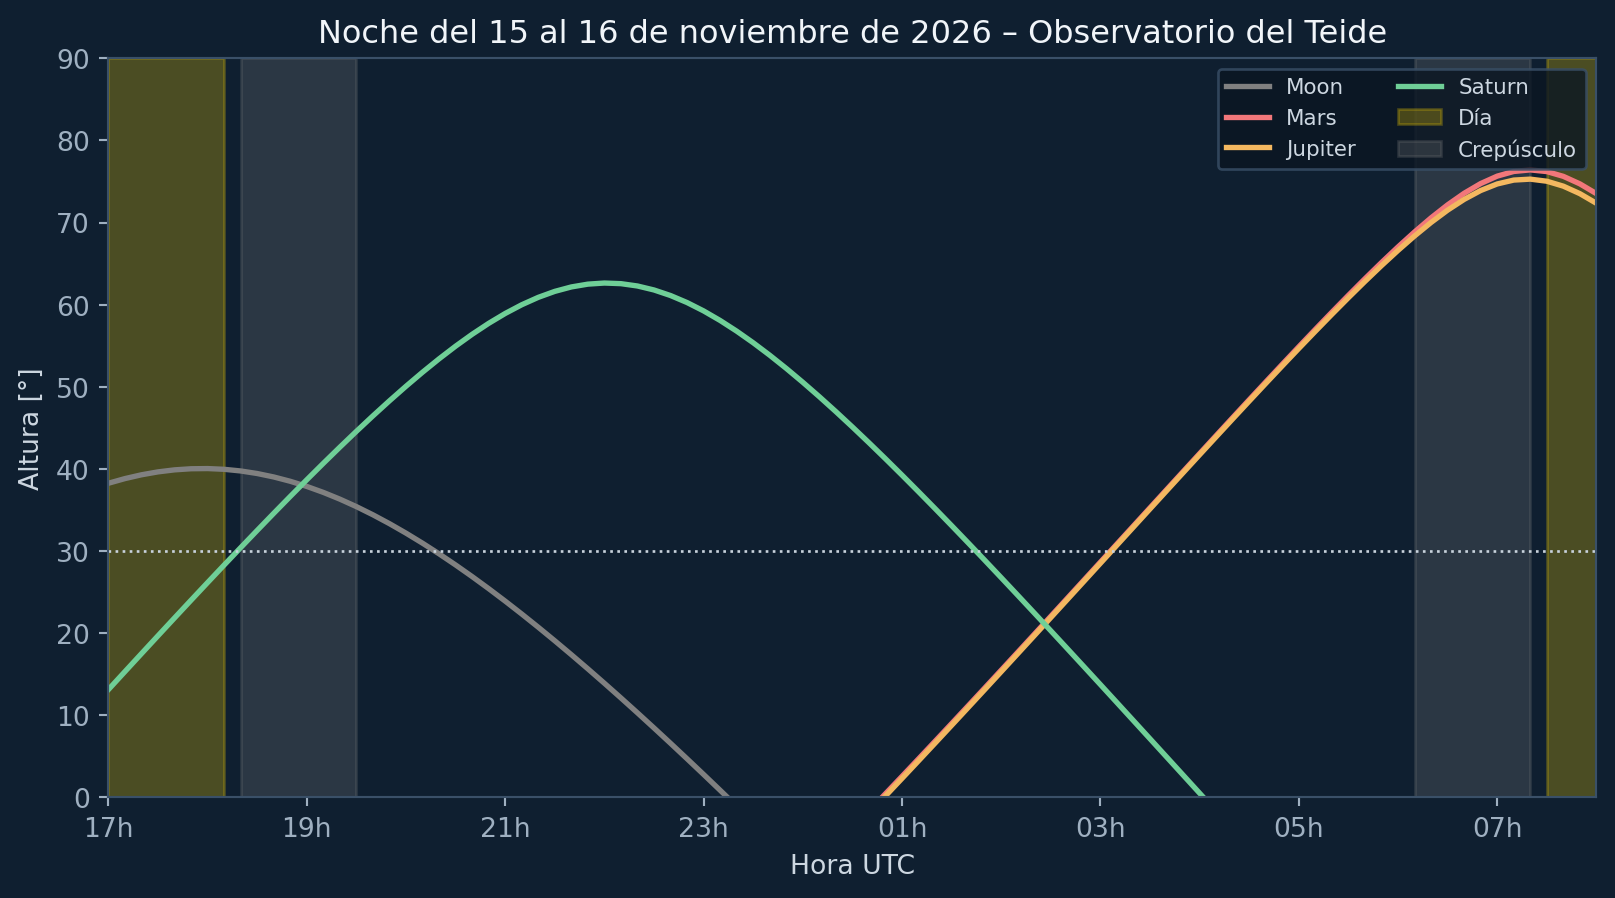 Noche del 15 al 16 de noviembre de 2026 – Observatorio del Teide
Moon
Mars
Jupiter
Saturn
Día
Crepúsculo
Altura [°]
90
80
70
60
50
40
30
20
10
0
17h 19h 21h 23h 01h 03h 05h 07h
Hora UTC